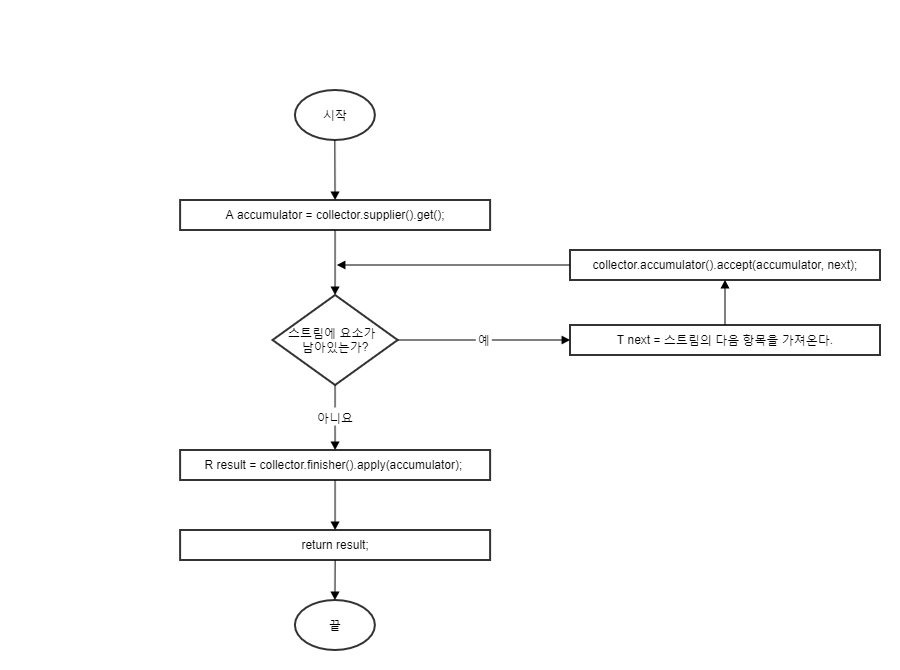 시작
A accumulator = collector.supplier().get();
collector.accumulator().accept(accumulator, next);
스트림에 요소가
남아있는가?
예
T next = 스트림의 다음 항목을 가져온다.
아니요
R result = collector.finisher().apply(accumulator);
return result;
끝